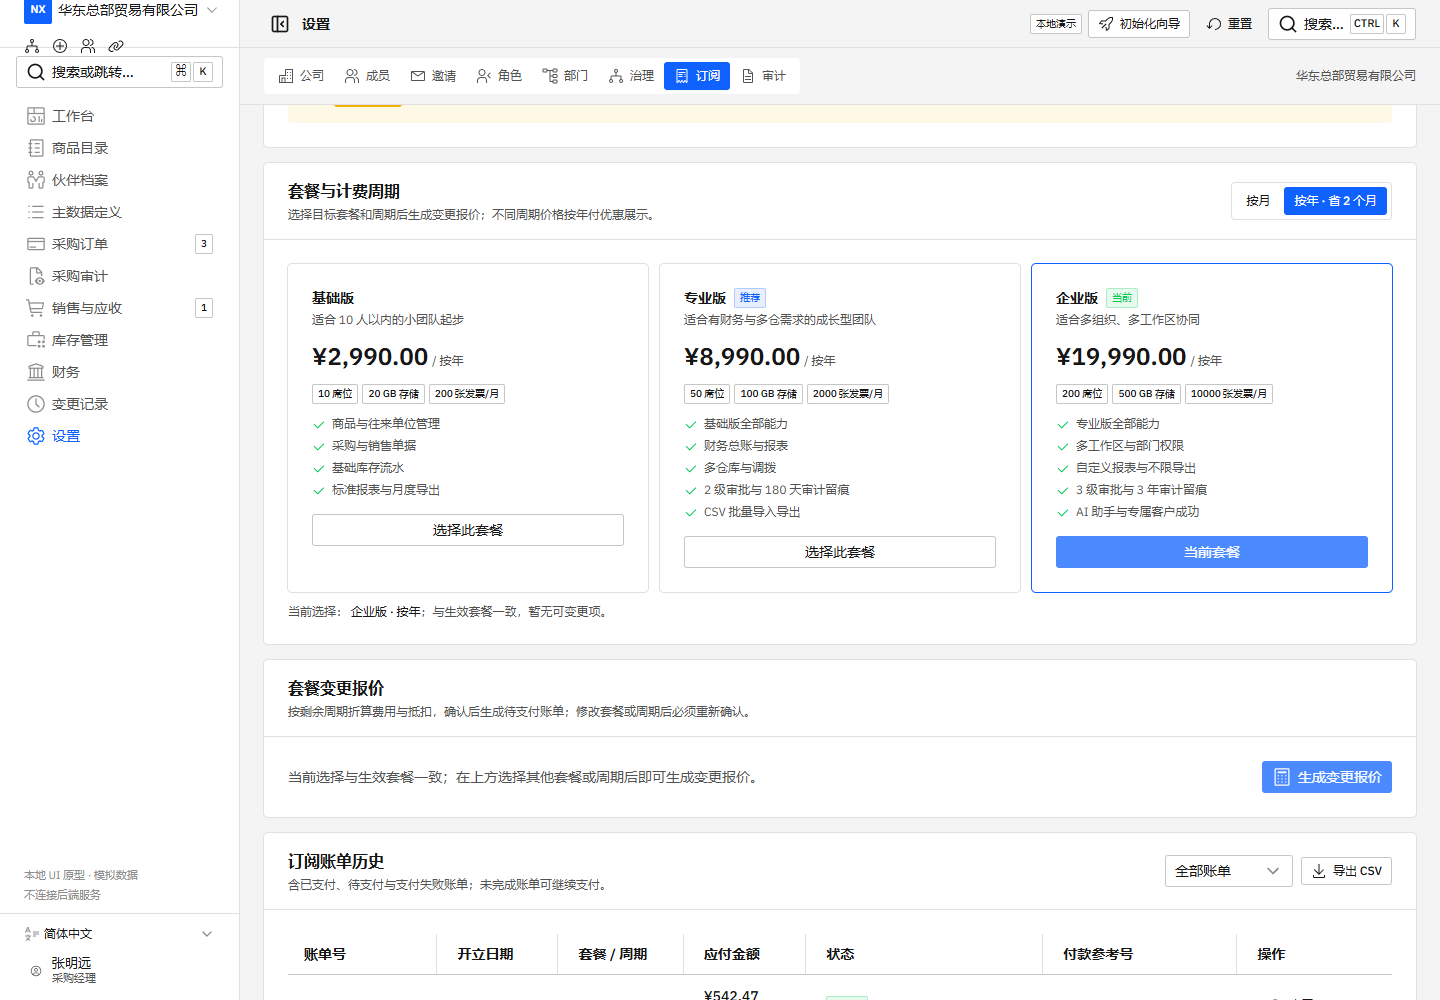 NX 华东总部贸易有限公司
搜索或跳转... ⌘ K
工作台
商品目录
伙伴档案
主数据定义
采购订单 3
采购审计
销售与应收 1
库存管理
财务
变更记录
设置
本地 UI 原型 · 模拟数据
不连接后端服务
简体中文
张明远
采购经理
设置
本地演示 初始化向导 重置 搜索... CTRL K
公司 成员 邀请 角色 部门 治理 订阅 审计
华东总部贸易有限公司
套餐与计费周期
选择目标套餐和周期后生成变更报价；不同周期价格按年付优惠展示。
按月 按年 · 省 2 个月
基础版
适合 10 人以内的小团队起步
¥2,990.00 / 按年
10 席位 20 GB 存储 200 张发票/月
商品与往来单位管理
采购与销售单据
基础库存流水
标准报表与月度导出
选择此套餐
专业版 推荐
适合有财务与多仓需求的成长型团队
¥8,990.00 / 按年
50 席位 100 GB 存储 2000 张发票/月
基础版全部能力
财务总账与报表
多仓库与调拨
2 级审批与 180 天审计留痕
CSV 批量导入导出
选择此套餐
企业版 当前
适合多组织、多工作区协同
¥19,990.00 / 按年
200 席位 500 GB 存储 10000 张发票/月
专业版全部能力
多工作区与部门权限
自定义报表与不限导出
3 级审批与 3 年审计留痕
AI 助手与专属客户成功
当前套餐
当前选择： 企业版 · 按年；与生效套餐一致，暂无可变更项。
套餐变更报价
按剩余周期折算费用与抵扣，确认后生成待支付账单；修改套餐或周期后必须重新确认。
当前选择与生效套餐一致；在上方选择其他套餐或周期后即可生成变更报价。
生成变更报价
订阅账单历史
含已支付、待支付与支付失败账单；未完成账单可继续支付。
全部账单 导出 CSV
账单号 开立日期 套餐 / 周期 应付金额 状态 付款参考号 操作
¥542.47